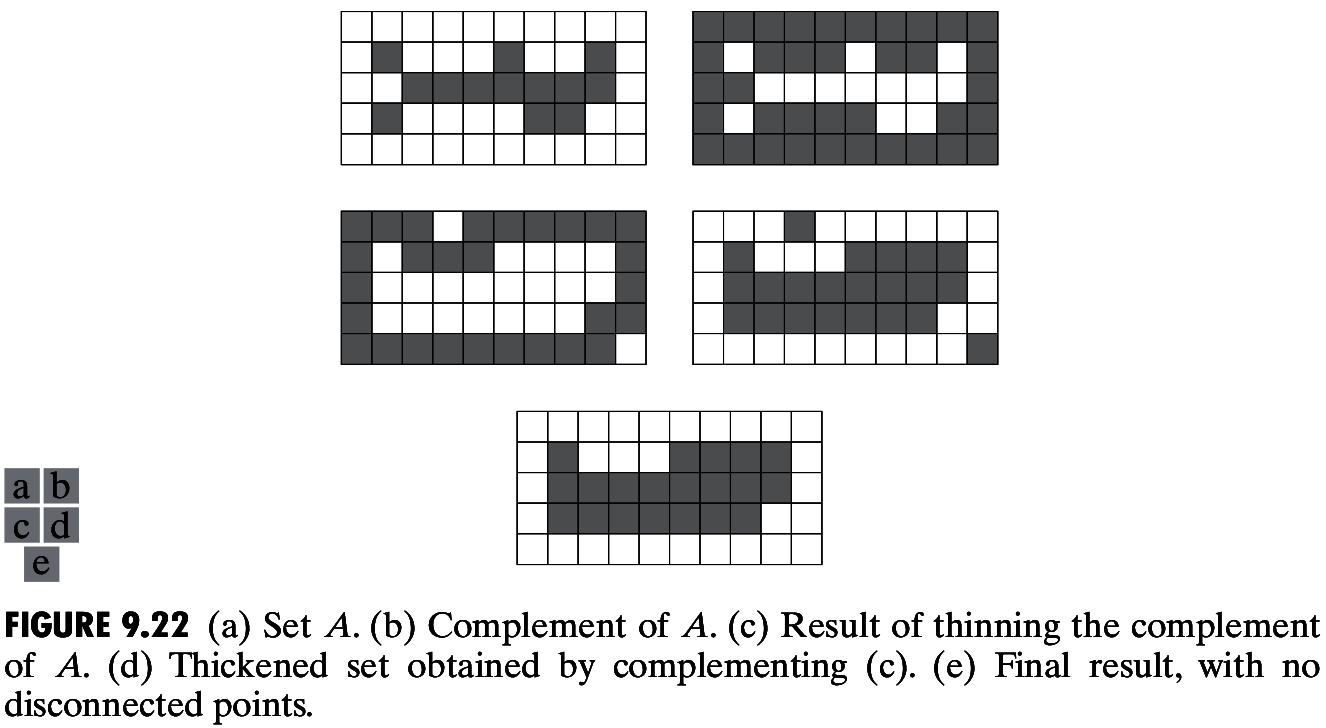 a b
c d
e
FIGURE 9.22 (a) Set A. (b) Complement of A. (c) Result of thinning the complement
of A. (d) Thickened set obtained by complementing (c). (e) Final result, with no
disconnected points.